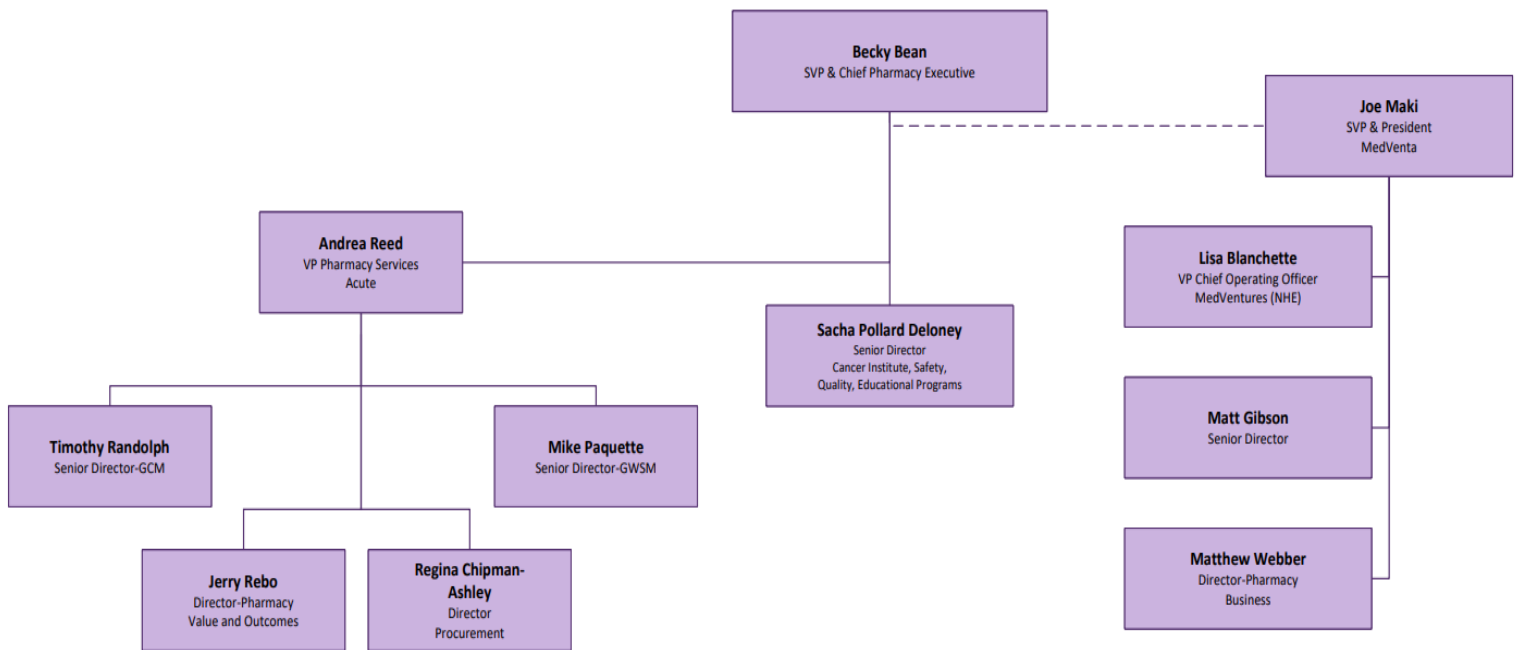 Becky Bean
SVP & Chief Pharmacy Executive
Joe Maki
SVP & President
MedVenta
Andrea Reed
VP Pharmacy Services
Acute
Lisa Blanchette
VP Chief Operating Officer
MedVentures (NHE)
Sacha Pollard Deloney
Senior Director
Cancer Institute, Safety,
Quality, Educational Programs
Timothy Randolph
Senior Director-GCM
Mike Paquette
Senior Director-GWSM
Matt Gibson
Senior Director
Jerry Rebo
Director-Pharmacy
Value and Outcomes
Regina Chipman-
Ashley
Director
Procurement
Matthew Webber
Director-Pharmacy
Business